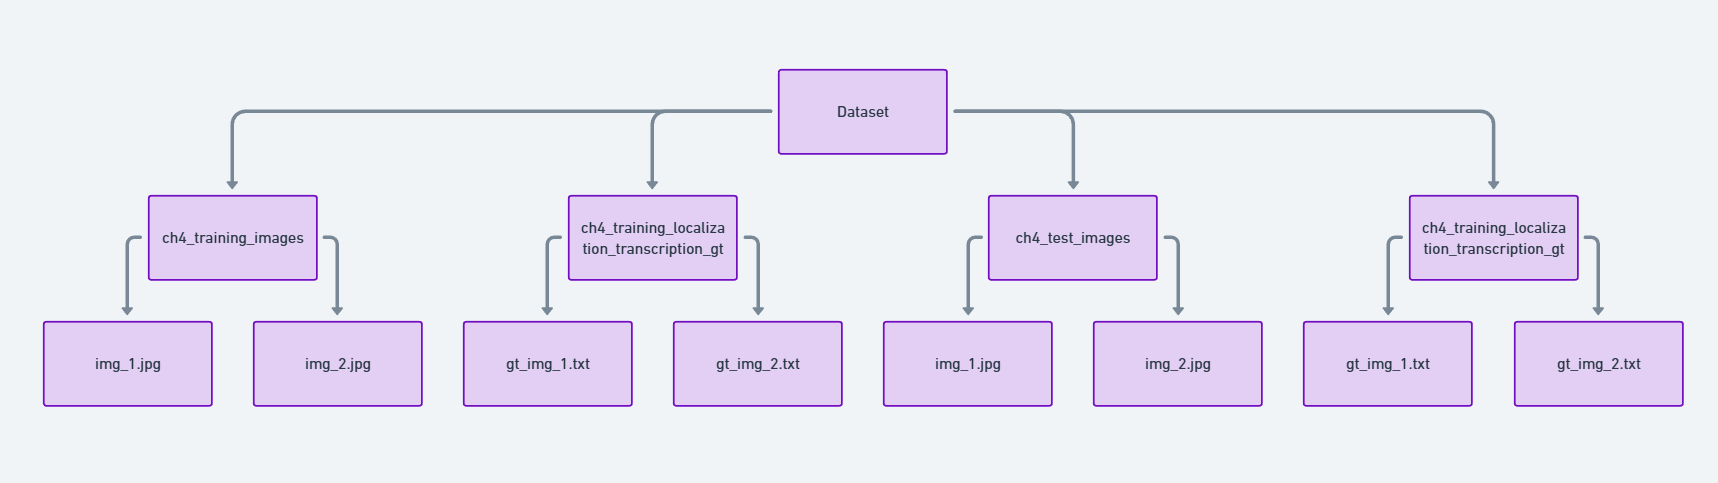 Dataset
ch4_training_images
ch4_training_localiza
tion_transcription_gt
ch4_test_images
ch4_training_localiza
tion_transcription_gt
img_1.jpg
img_2.jpg
gt_img_1.txt
gt_img_2.txt
img_1.jpg
img_2.jpg
gt_img_1.txt
gt_img_2.txt